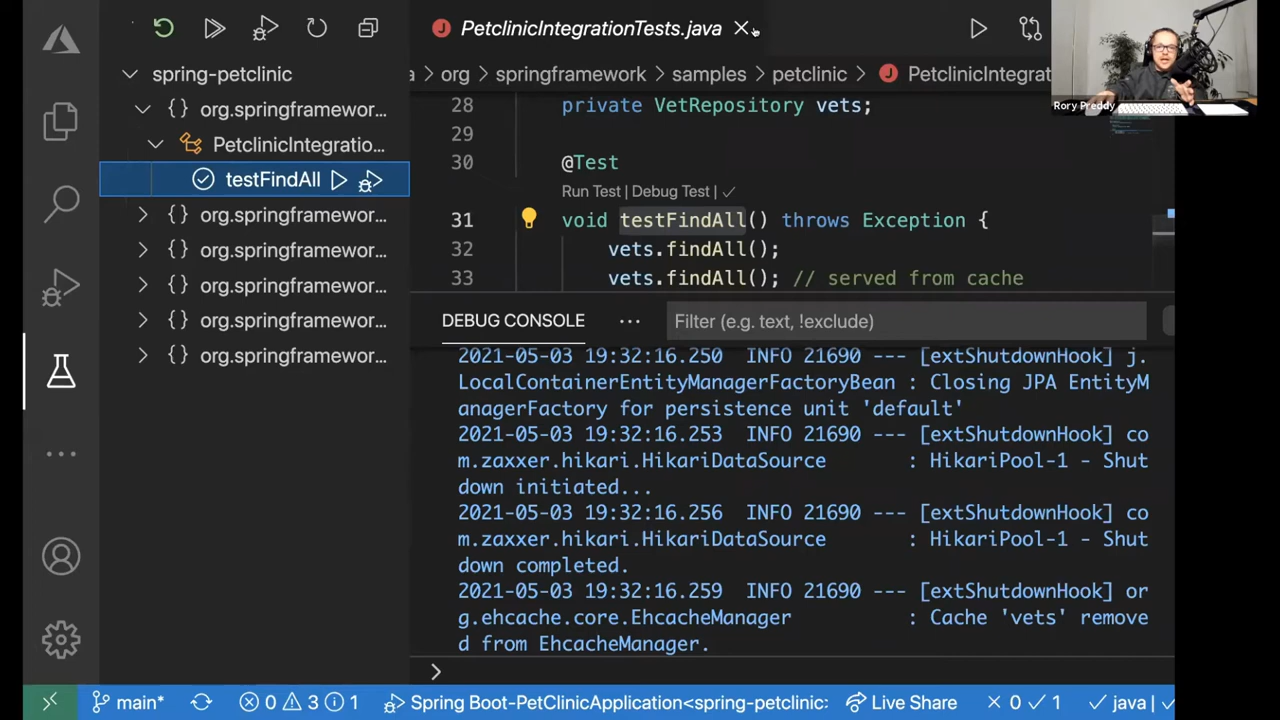 PetclinicIntegrationTests.java
spring-petclinic
org.springframewor...
PetclinicIntegratio...
testFindAll
org.springframewor...
org.springframewor...
org.springframewor...
org.springframewor...
org.springframewor...
org > springframework > samples > petclinic > PetclinicIntegrat
Rory Preddy
28 private VetRepository vets;
29
30 @Test
Run Test | Debug Test |
31 void testFindAll() throws Exception {
32 vets.findAll();
33 vets.findAll(); // served from cache
DEBUG CONSOLE ... Filter (e.g. text, !exclude)
2021-05-03 19:32:16.250 INFO 21690 --- [extShutdownHook] j.
LocalContainerEntityManagerFactoryBean : Closing JPA EntityM
anagerFactory for persistence unit 'default'
2021-05-03 19:32:16.253 INFO 21690 --- [extShutdownHook] co
m.zaxxer.hikari.HikariDataSource : HikariPool-1 - Shut
down initiated...
2021-05-03 19:32:16.256 INFO 21690 --- [extShutdownHook] co
m.zaxxer.hikari.HikariDataSource : HikariPool-1 - Shut
down completed.
2021-05-03 19:32:16.259 INFO 21690 --- [extShutdownHook] or
g.ehcache.core.EhcacheManager : Cache 'vets' remove
d from EhcacheManager.
main* 0 3 1 Spring Boot-PetClinicApplication<spring-petclinic: Live Share 0 1 java |